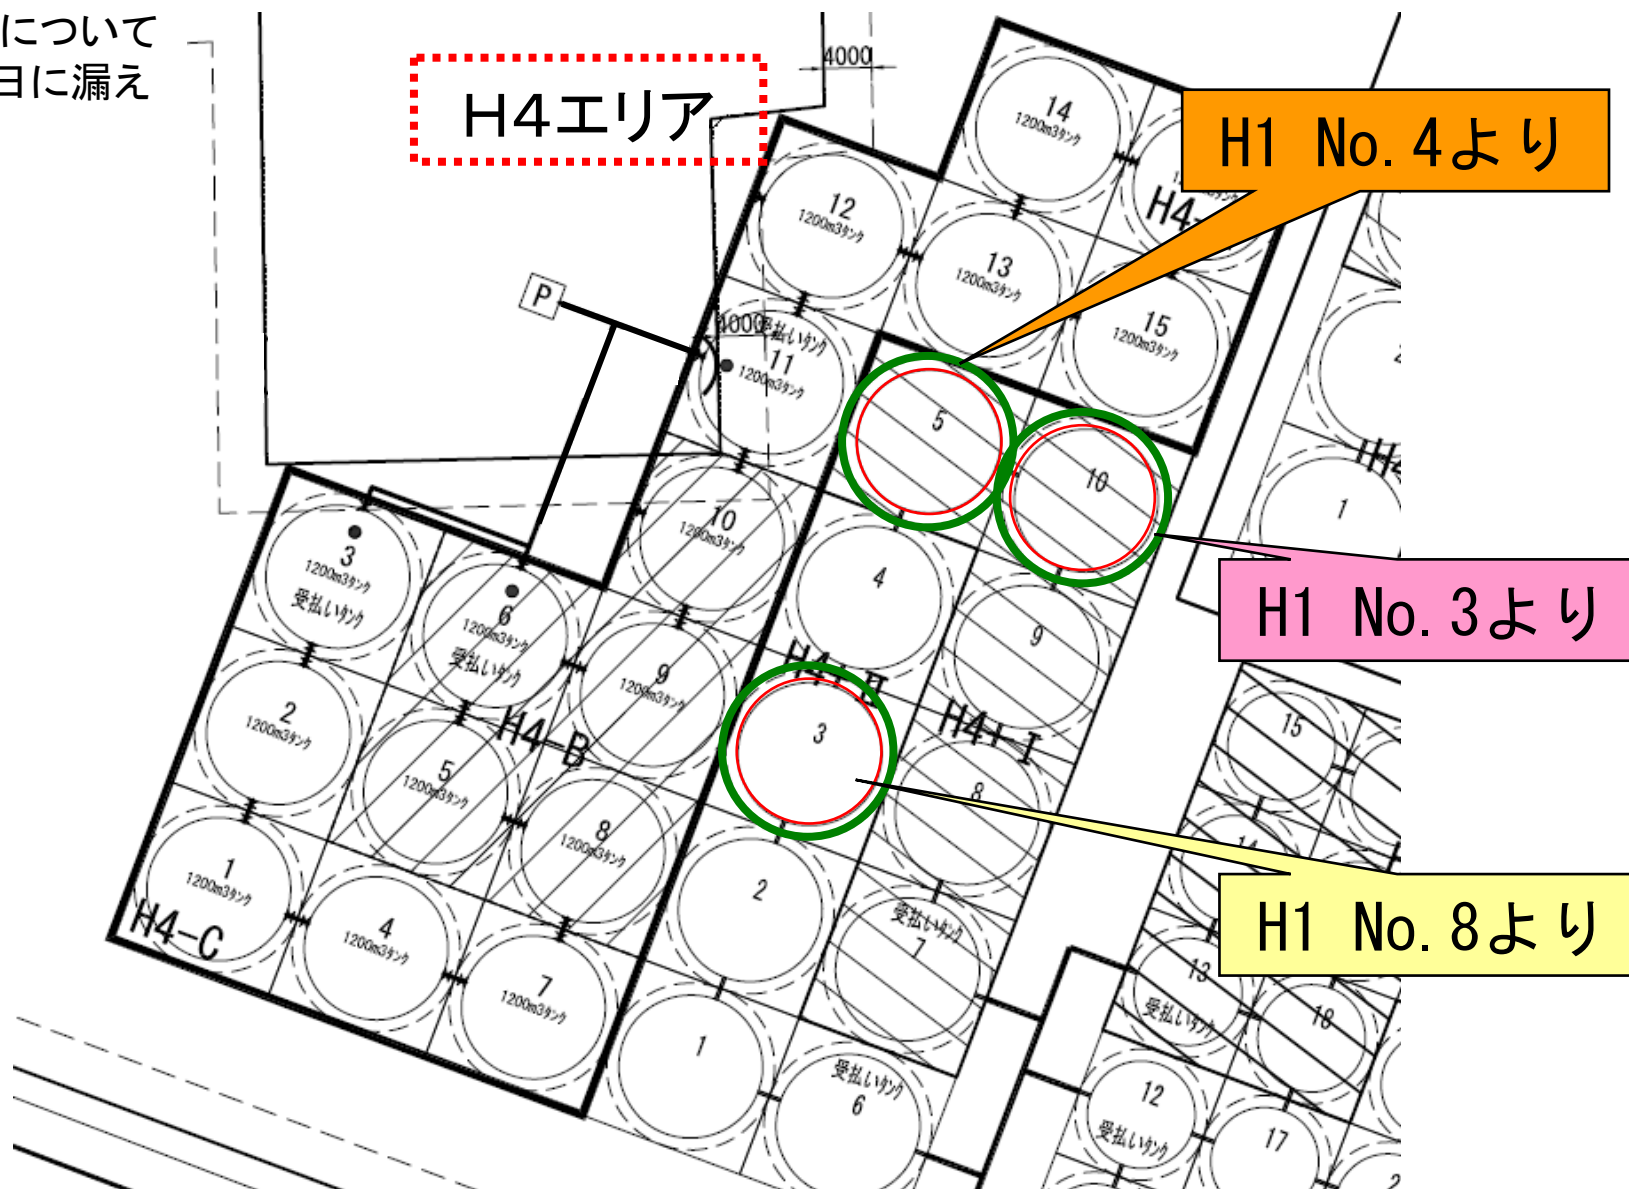 について
日に漏え
H4エリア
4000
H1 No.4より
14
1200m3タンク
12
1200m3タンク
13
1200m3タンク
H4-
15
1200m3タンク
P
4000
受払いタンク
11
1200m3タンク
5
10
H1 No.3より
10
1200m3タンク
3
1200m3タンク
受払いタンク
6
1200m3タンク
受払いタンク
4
9
1
9
1200m3タンク
H4-Ⅱ
2
1200m3タンク
H4-B
3
H4-Ⅰ
5
1200m3タンク
8
15
8
1200m3タンク
14
1
1200m3タンク
H4-C
2
受払いタンク
7
H1 No.8より
4
1200m3タンク
13
受払いタンク
18
7
1200m3タンク
1
受払いタンク
6
12
受払いタンク
17